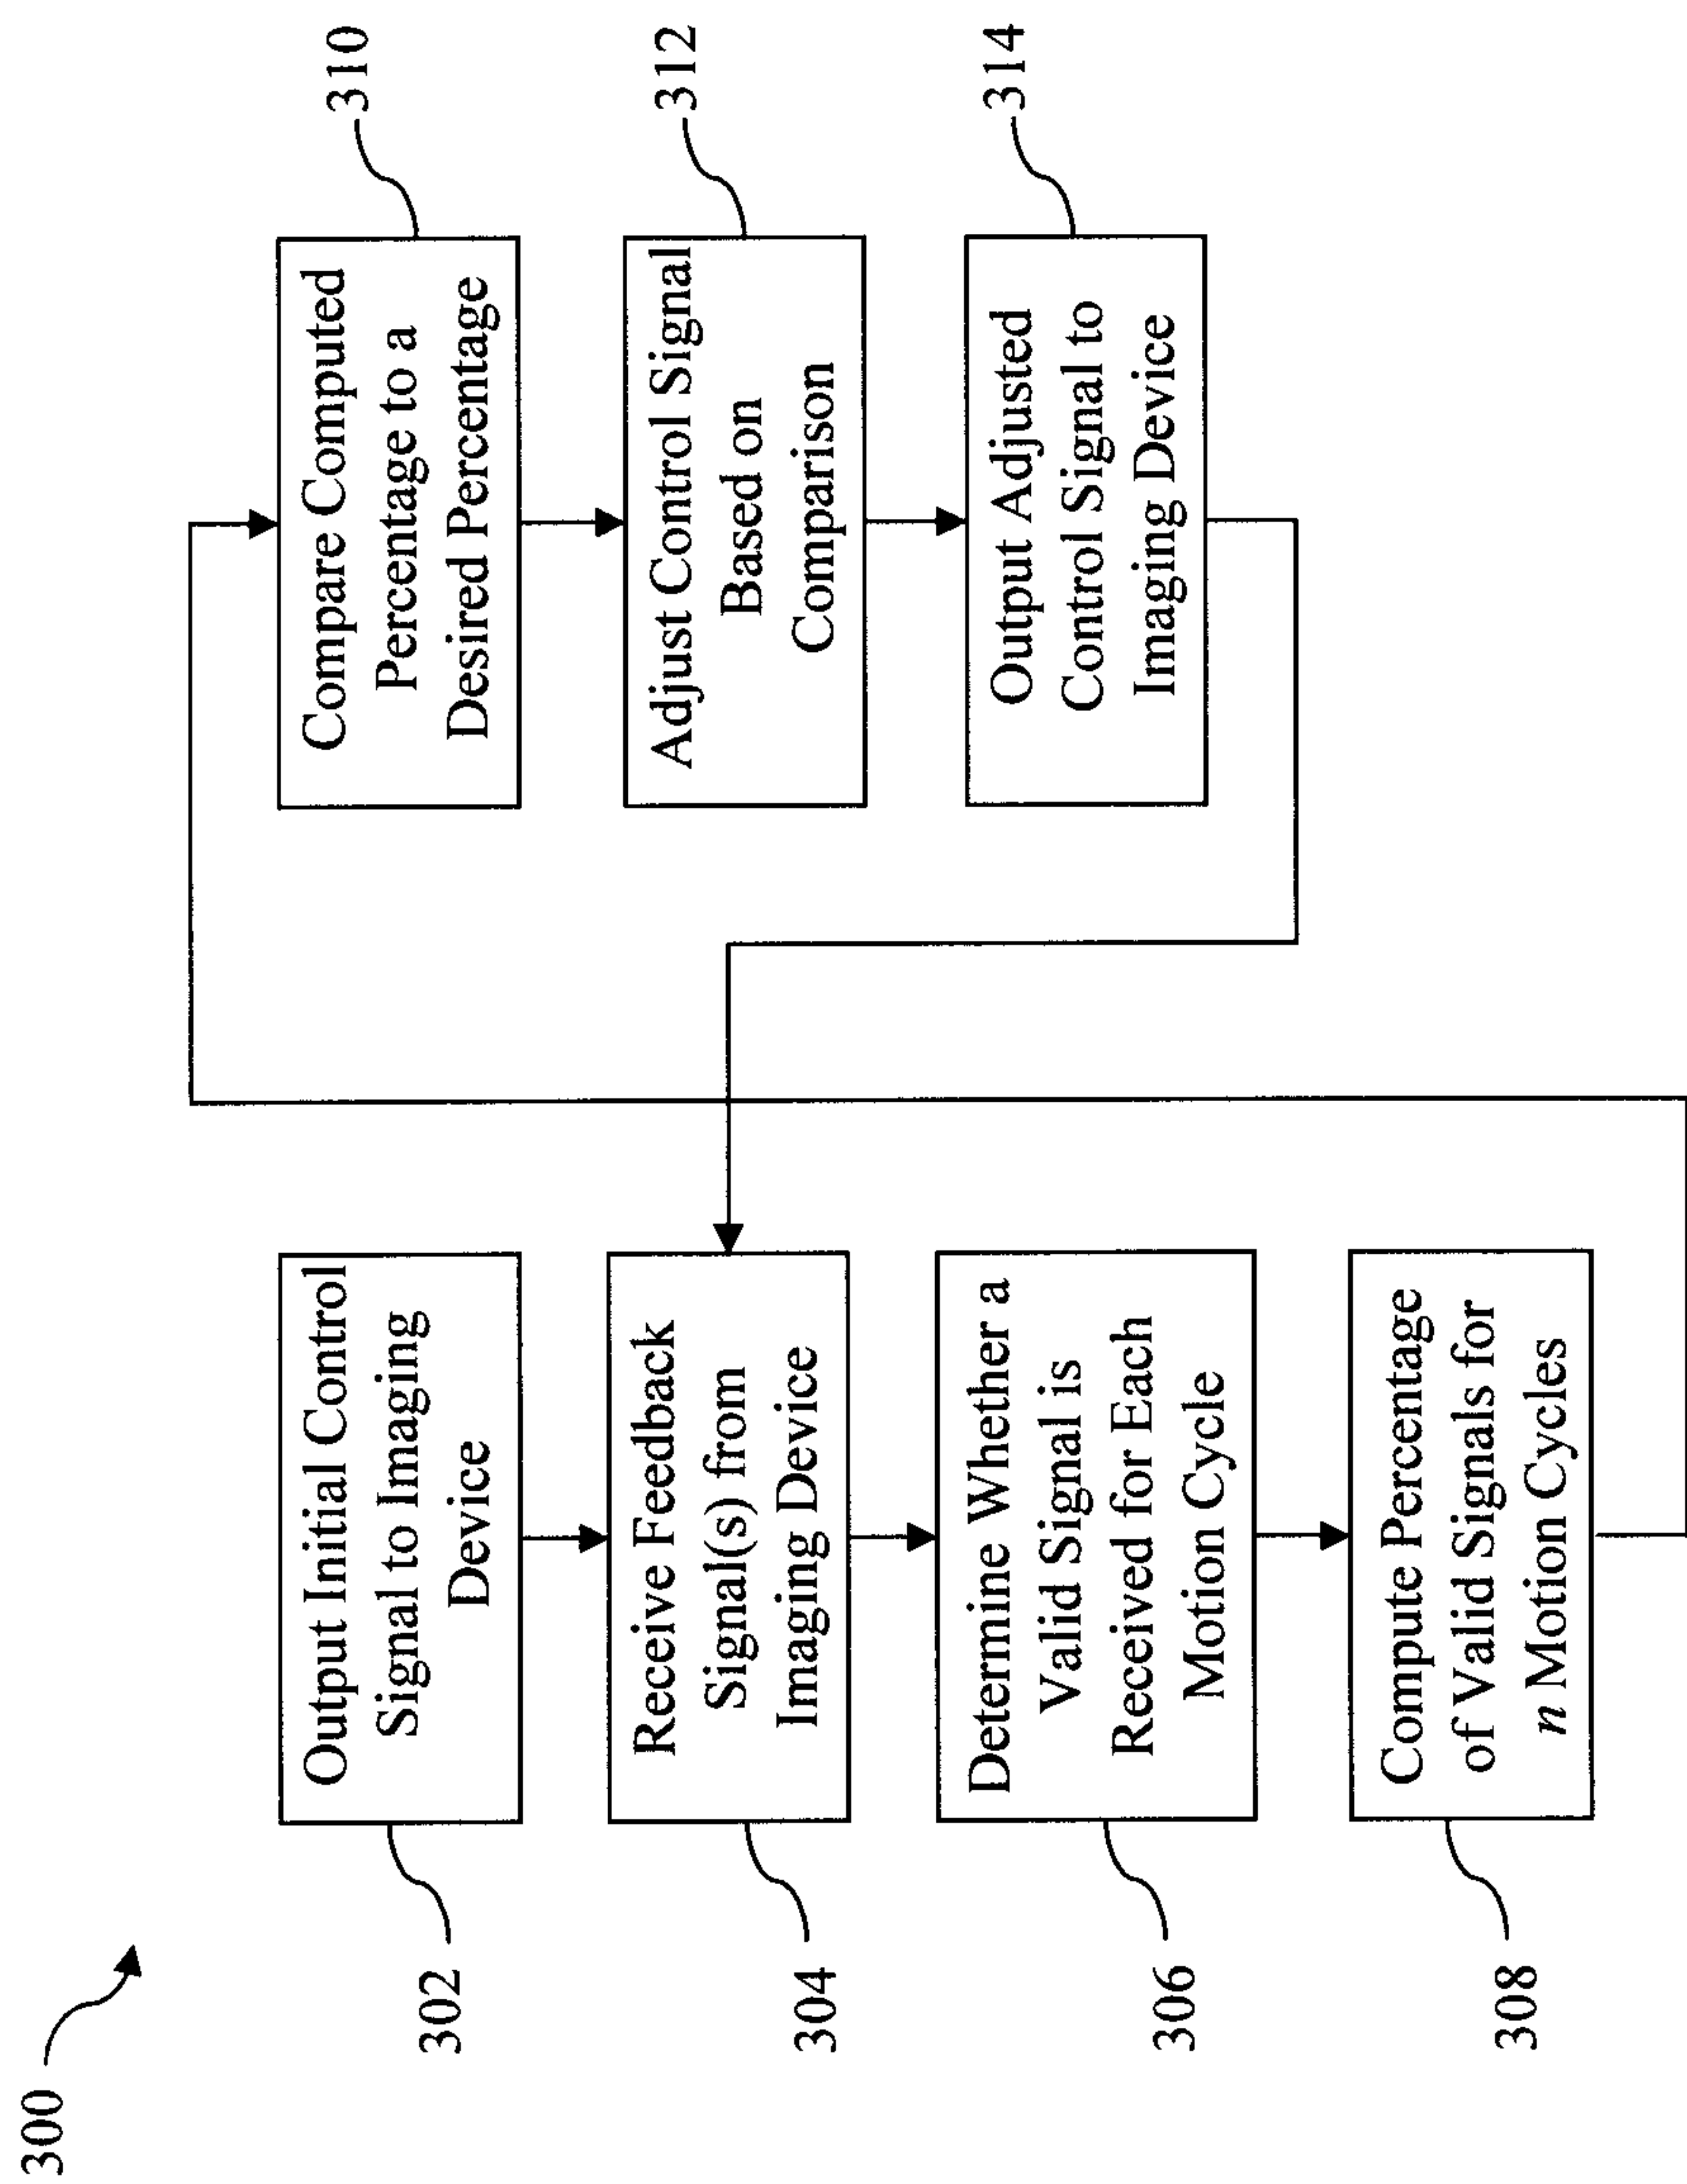 300
302
Output Initial Control
Signal to Imaging
Device
304
Receive Feedback
Signal(s) from
Imaging Device
306
Determine Whether a
Valid Signal is
Received for Each
Motion Cycle
308
Compute Percentage
of Valid Signals for
n Motion Cycles
310
Compare Computed
Percentage to a
Desired Percentage
312
Adjust Control Signal
Based on
Comparison
314
Output Adjusted
Control Signal to
Imaging Device